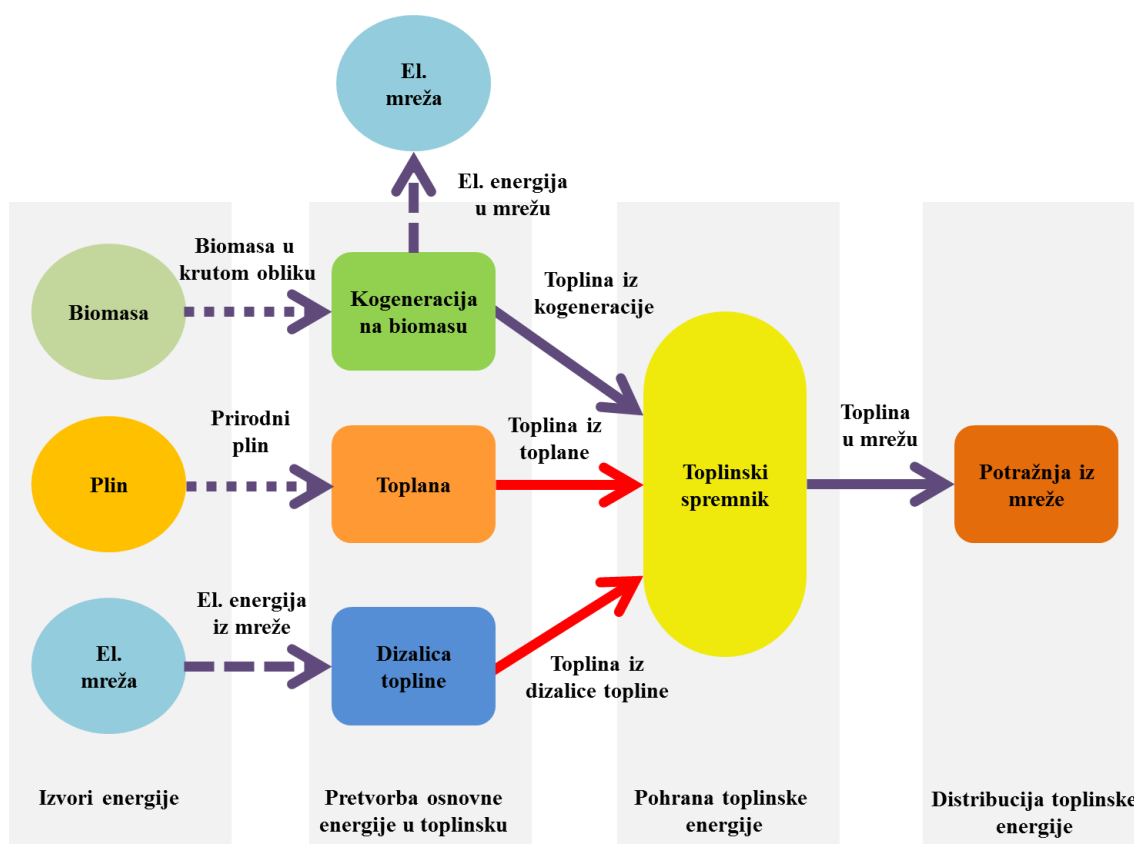 El.
mreža
El. energija
u mrežu
Biomasa
Biomasa u
krutom obliku
Kogeneracija
na biomasu
Toplina iz
kogeneracije
Plin
Prirodni
plin
Toplana
Toplina iz
toplane
Toplinski
spremnik
Toplina
u mrežu
Potražnja iz
mreže
El.
mreža
El. energija
iz mreže
Dizalica
topline
Toplina iz
dizalice topline
Izvori energije
Pretvorba osnovne
energije u toplinsku
Pohrana toplinske
energije
Distribucija toplinske
energije